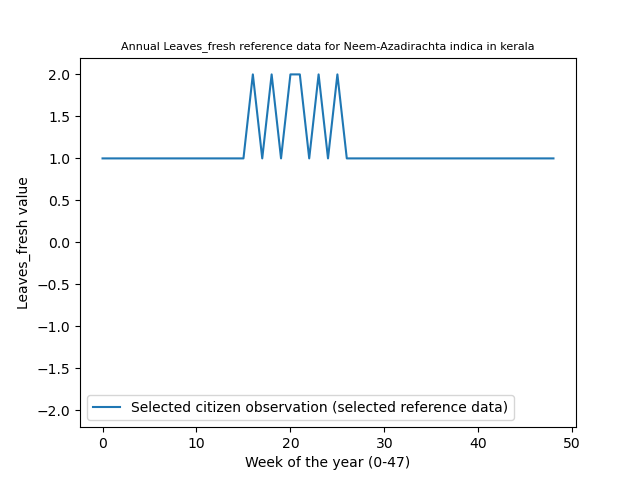 Annual Leaves_fresh reference data for Neem-Azadirachta indica in kerala
2.0
1.5
1.0
0.5
0.0
−0.5
−1.0
−1.5
−2.0
Leaves_fresh value
Selected citizen observation (selected reference data)
0 10 20 30 40 50
Week of the year (0-47)